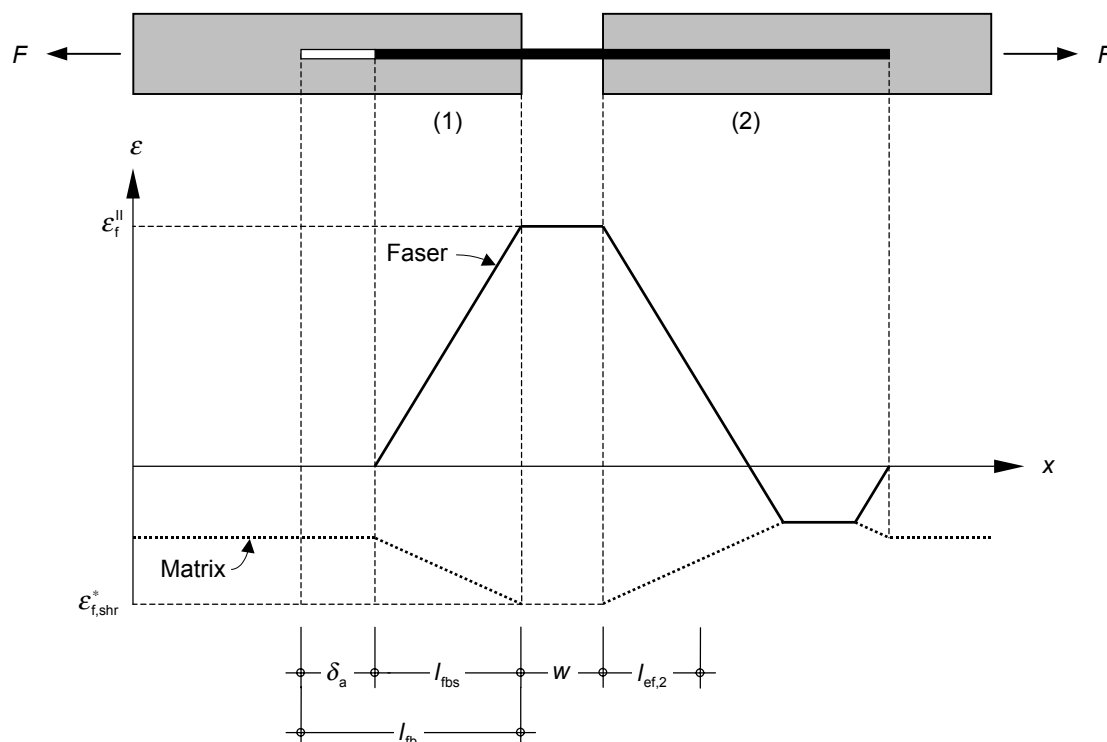 F
F
(1)
(2)
ε
ε_f^II
Faser
x
Matrix
ε*_f,shr
δ_a
l_fbs
w
l_ef,2
l_fb